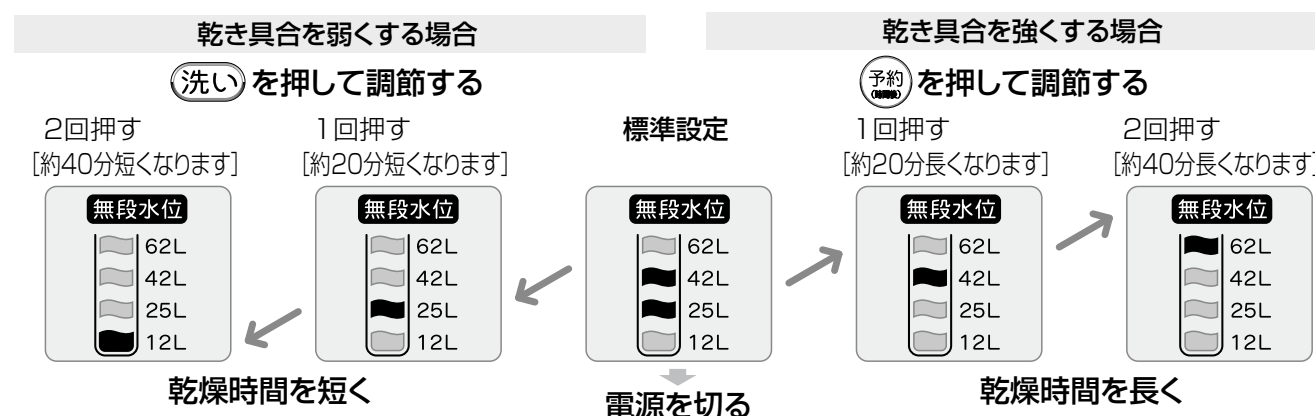 乾き具合を弱くする場合
洗い を押して調節する
2回押す
[約40分短くなります]
無段水位
62L
42L
25L
12L
1回押す
[約20分短くなります]
無段水位
62L
42L
25L
12L
乾燥時間を短く
標準設定
無段水位
62L
42L
25L
12L
電源を切る
乾き具合を強くする場合
予約
(時間後)
を押して調節する
1回押す
[約20分長くなります]
無段水位
62L
42L
25L
12L
2回押す
[約40分長くなります]
無段水位
62L
42L
25L
12L
乾燥時間を長く